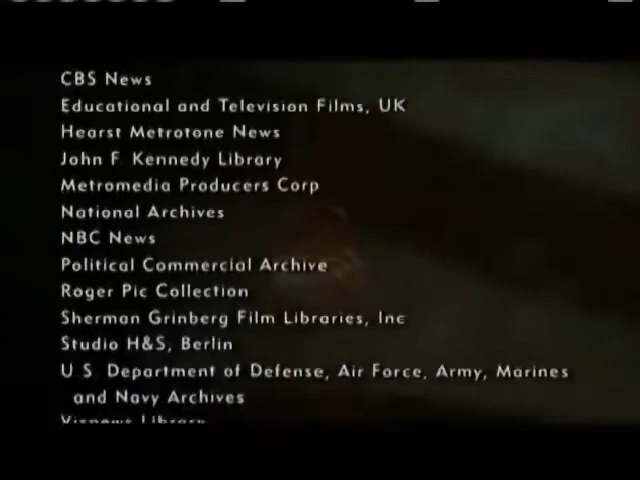 CBS News
Educational and Television Films, UK
Hearst Metrotone News
John F Kennedy Library
Metromedia Producers Corp
National Archives
NBC News
Political Commercial Archive
Roger Pic Collection
Sherman Grinberg Film Libraries, Inc
Studio H&S, Berlin
U S Department of Defense, Air Force, Army, Marines
and Navy Archives
Visnews Library